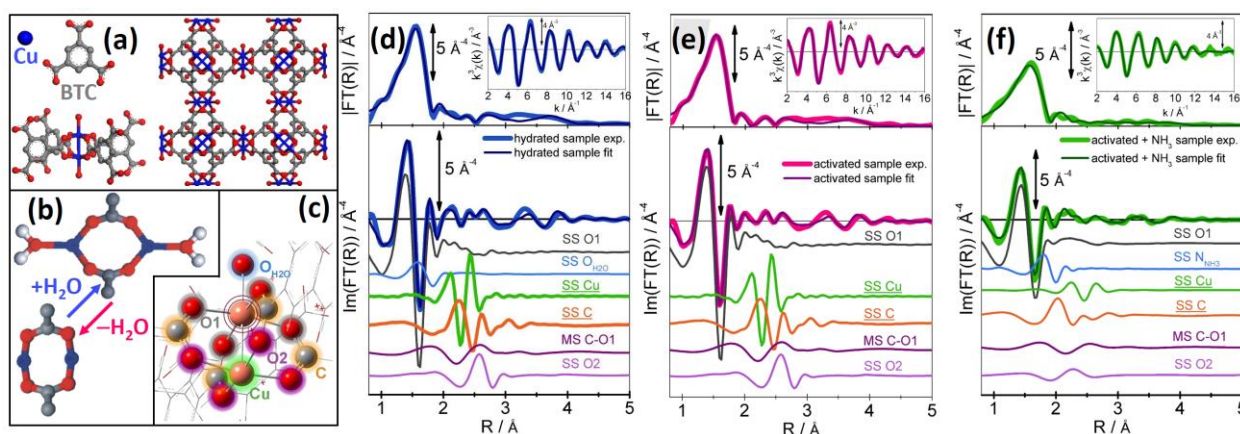 (a)
Cu
BTC
(b)
+H2O
−H2O
(c)
OH2O
O1
O2
C
Cu
(d)
|FT(R)| / Å-4
5 Å-4
k3χ(k) / Å-3
4 Å-3
2 4 6 8 10 12 14 16
k / Å-1
hydrated sample exp.
hydrated sample fit
5 Å-4
Im(FT(R)) / Å-4
SS O1
SS OH2O
SS Cu
SS C
MS C-O1
SS O2
1 2 3 4 5
R / Å
(e)
|FT(R)| / Å-4
5 Å-4
k3χ(k) / Å-3
4 Å-3
2 4 6 8 10 12 14 16
k / Å-1
activated sample exp.
activated sample fit
5 Å-4
Im(FT(R)) / Å-4
SS O1
SS Cu
SS C
MS C-O1
SS O2
1 2 3 4 5
R / Å
(f)
|FT(R)| / Å-4
5 Å-4
k3χ(k) / Å-3
4 Å-3
2 4 6 8 10 12 14 16
k / Å-1
activated + NH3 sample exp.
activated + NH3 sample fit
5 Å-4
Im(FT(R)) / Å-4
SS O1
SS NNH3
SS Cu
SS C
MS C-O1
SS O2
1 2 3 4 5
R / Å